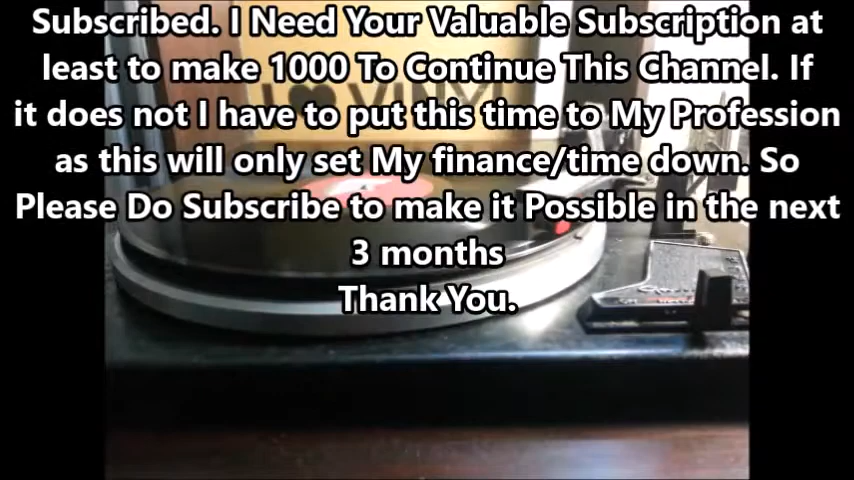 Subscribed. I Need Your Valuable Subscription at
least to make 1000 To Continue This Channel. If
it does not I have to put this time to My Profession
as this will only set My finance/time down. So
Please Do Subscribe to make it Possible in the next
3 months
Thank You.
I VINYL